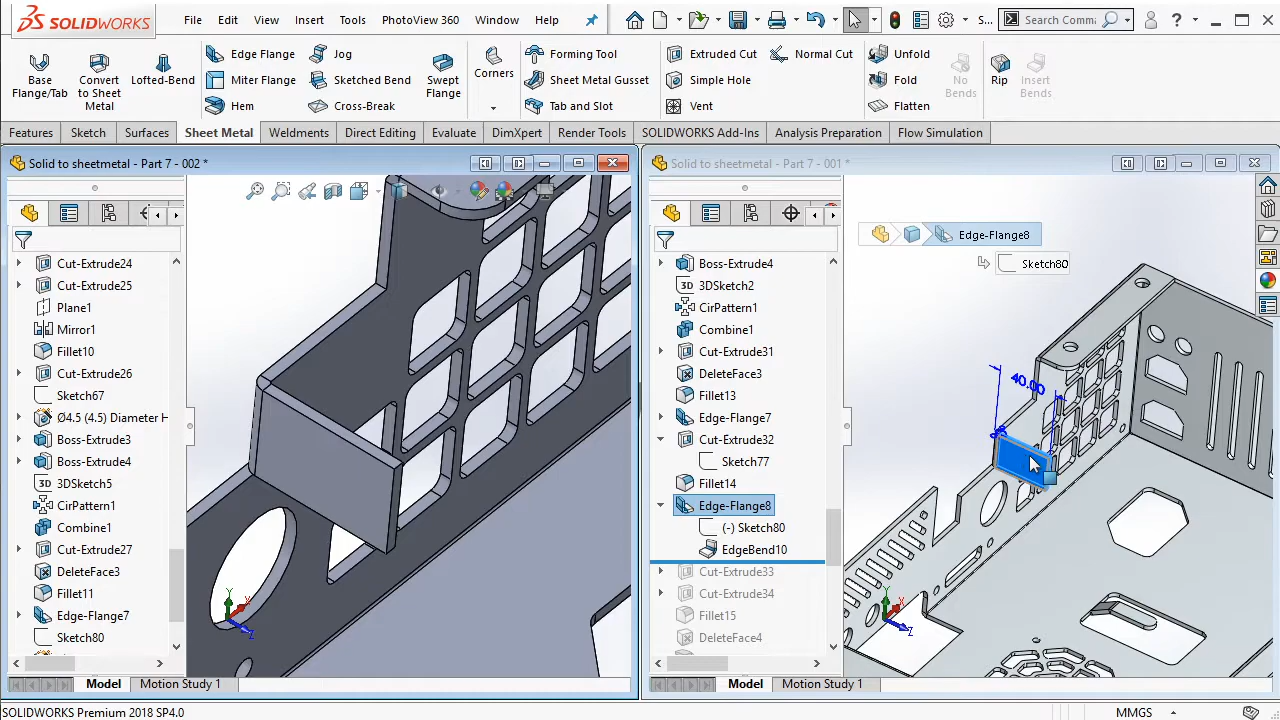 SOLIDWORKS File Edit View Insert Tools PhotoView 360 Window Help S... Search Comma ?
Base Flange/Tab
Convert to Sheet Metal
Lofted-Bend
Edge Flange
Miter Flange
Hem
Jog
Sketched Bend
Cross-Break
Swept Flange
Corners
Forming Tool
Sheet Metal Gusset
Tab and Slot
Extruded Cut
Simple Hole
Vent
Normal Cut
Unfold
Fold
Flatten
No Bends
Rip
Insert Bends
Features Sketch Surfaces Sheet Metal Weldments Direct Editing Evaluate DimXpert Render Tools SOLIDWORKS Add-Ins Analysis Preparation Flow Simulation
Solid to sheetmetal - Part 7 - 002 *
Cut-Extrude24
Cut-Extrude25
Plane1
Mirror1
Fillet10
Cut-Extrude26
Sketch67
Ø4.5 (4.5) Diameter H
Boss-Extrude3
Boss-Extrude4
3D 3DSketch5
CirPattern1
Combine1
Cut-Extrude27
DeleteFace3
Fillet11
Edge-Flange7
Sketch80
Y X Z
Model Motion Study 1
Solid to sheetmetal - Part 7 - 001 *
Boss-Extrude4
3D 3DSketch2
CirPattern1
Combine1
Cut-Extrude31
DeleteFace3
Fillet13
Edge-Flange7
Cut-Extrude32
Sketch77
Fillet14
Edge-Flange8
(-) Sketch80
EdgeBend10
Cut-Extrude33
Cut-Extrude34
Fillet15
DeleteFace4
Edge-Flange8
Sketch80
40.00
Y X Z
Model Motion Study 1
SOLIDWORKS Premium 2018 SP4.0
MMGS